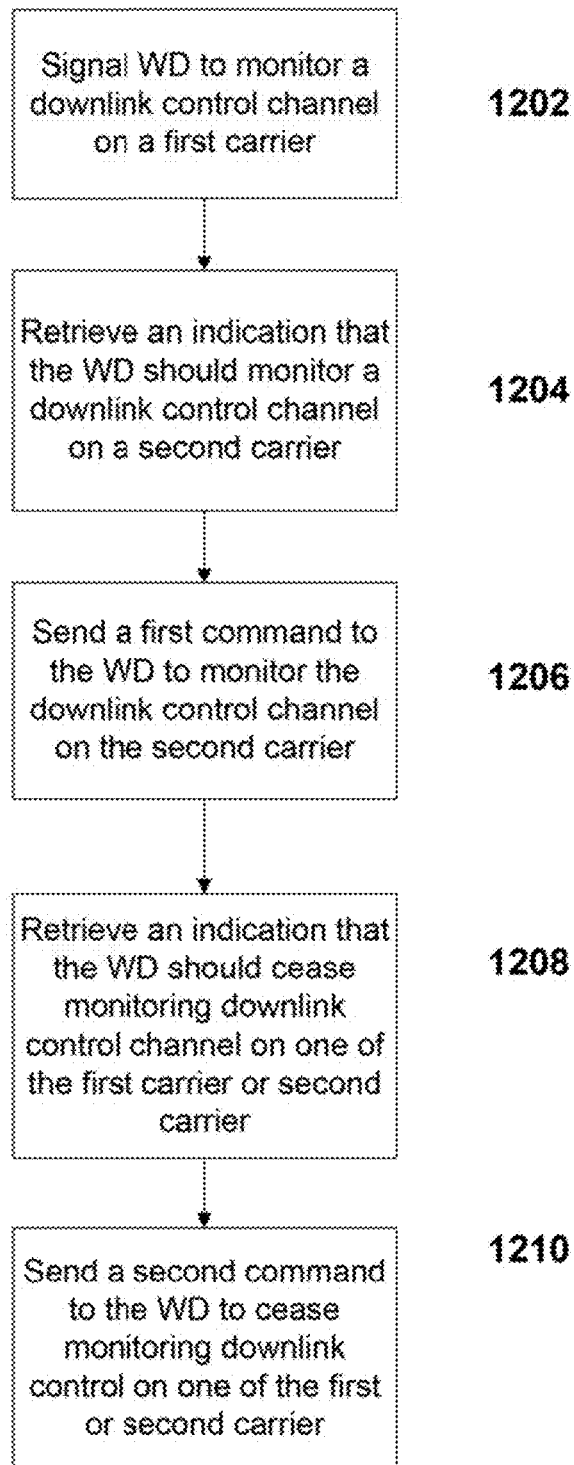 Signal WD to monitor a
downlink control channel
on a first carrier
1202
Retrieve an indication that
the WD should monitor a
downlink control channel
on a second carrier
1204
Send a first command to
the WD to monitor the
downlink control channel
on the second carrier
1206
Retrieve an indication that
the WD should cease
monitoring downlink
control channel on one of
the first carrier or second
carrier
1208
Send a second command
to the WD to cease
monitoring downlink
control on one of the first
or second carrier
1210